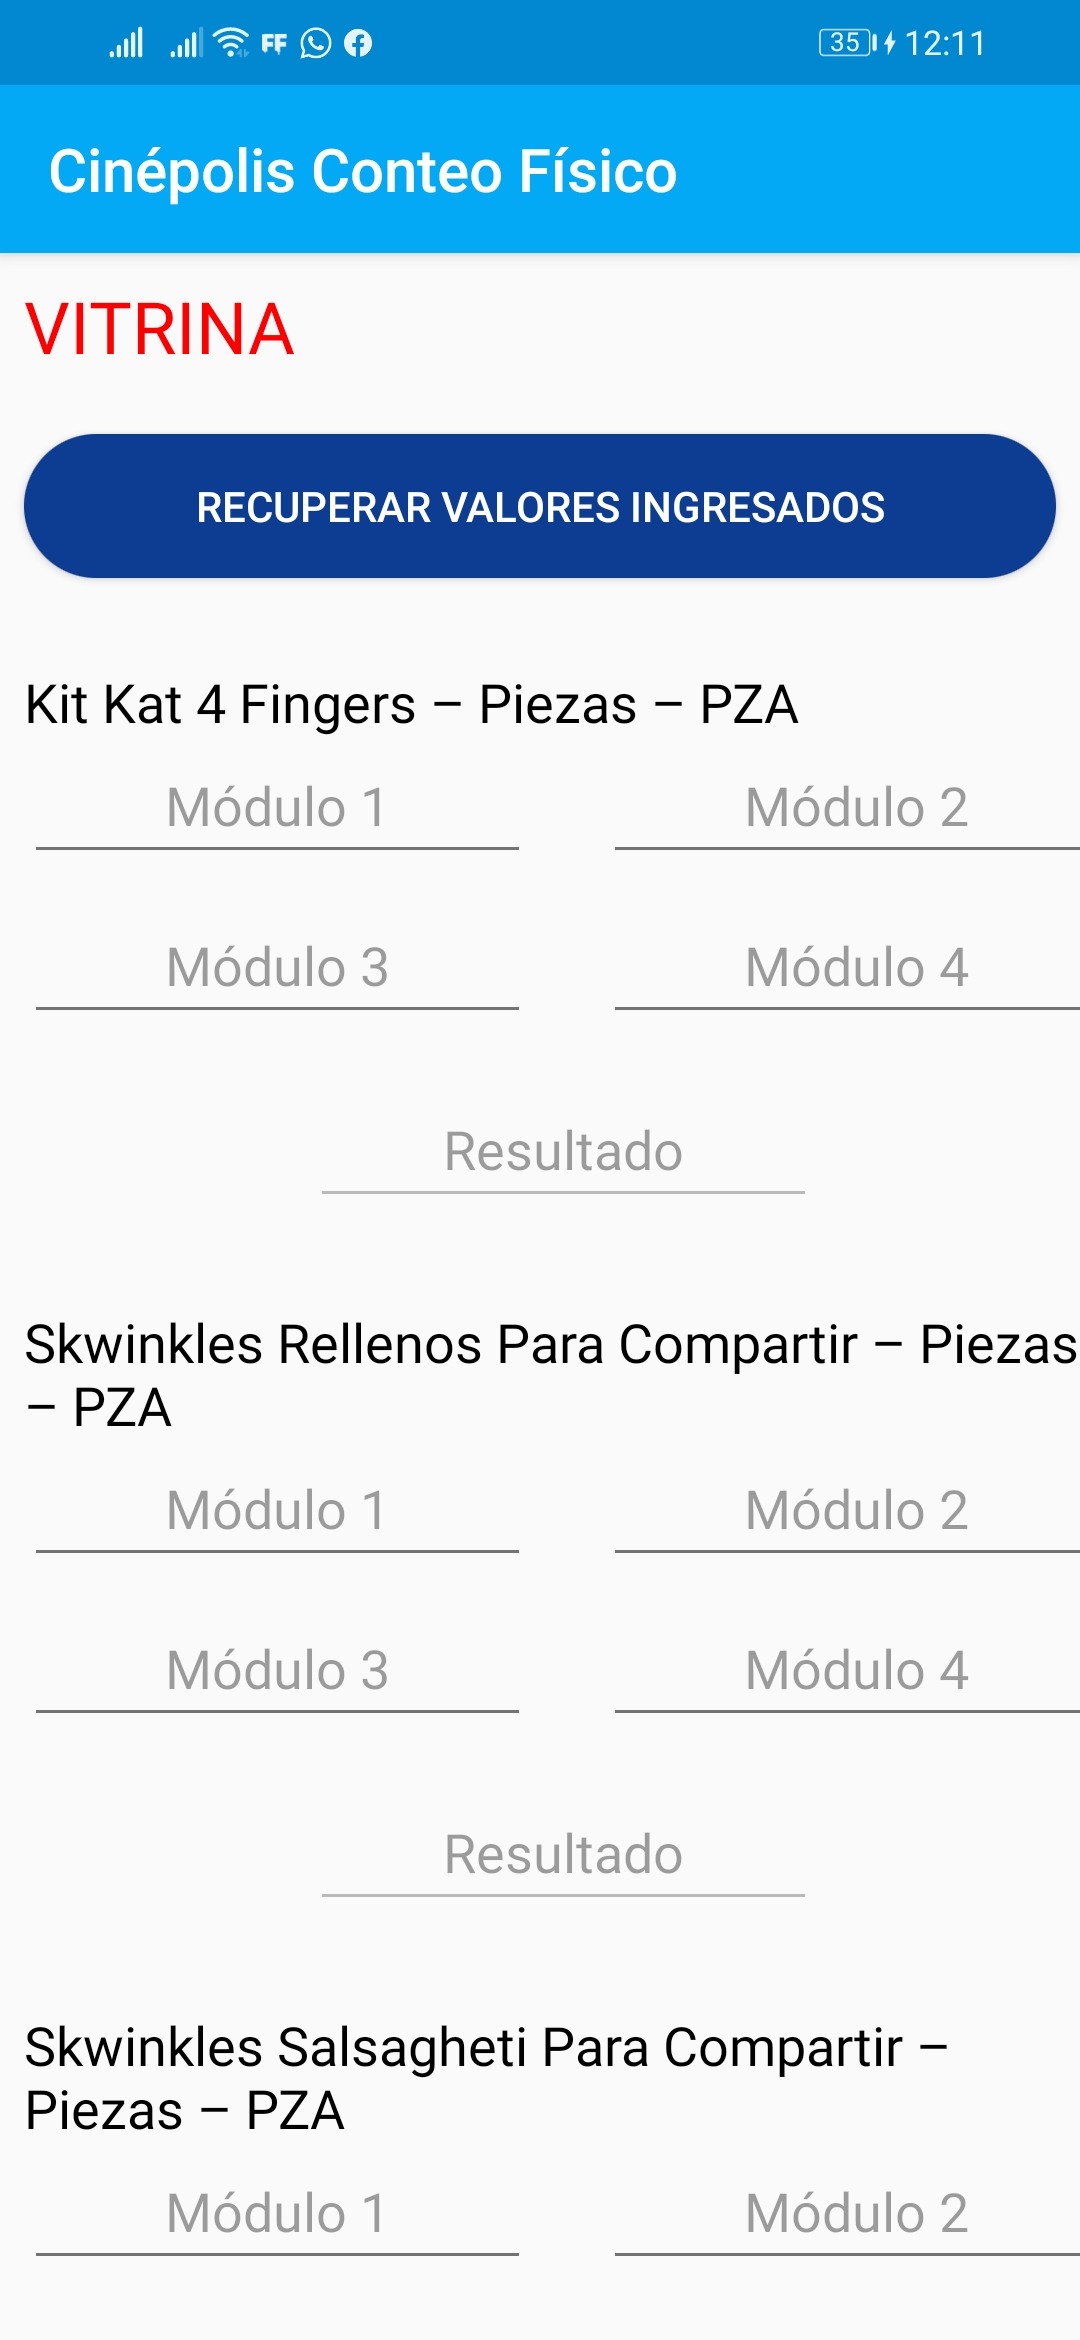 FF 35 12:11
Cinépolis Conteo Físico
VITRINA
RECUPERAR VALORES INGRESADOS
Kit Kat 4 Fingers – Piezas – PZA
Módulo 1 Módulo 2
Módulo 3 Módulo 4
Resultado
Skwinkles Rellenos Para Compartir – Piezas
– PZA
Módulo 1 Módulo 2
Módulo 3 Módulo 4
Resultado
Skwinkles Salsagheti Para Compartir –
Piezas – PZA
Módulo 1 Módulo 2